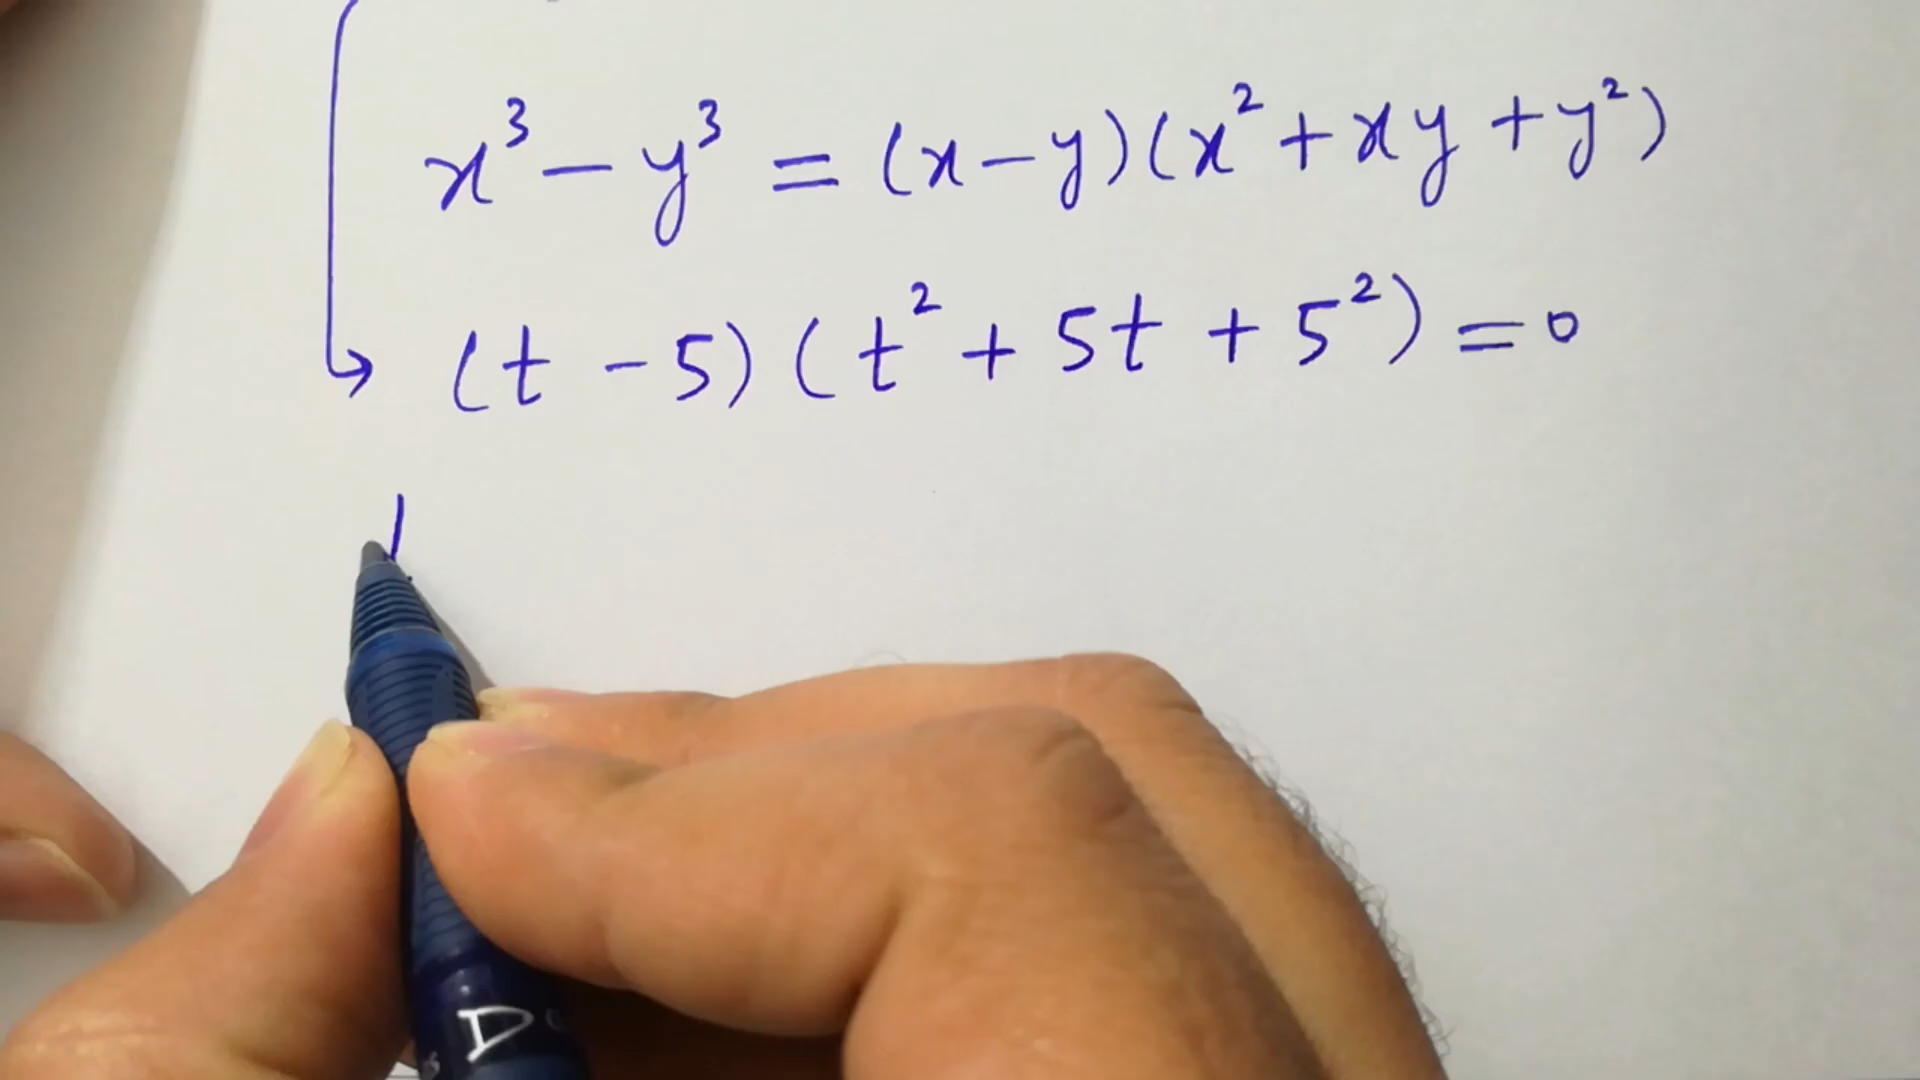 x³ - y³ = (x-y)(x² + xy + y²)
(t - 5)(t² + 5t + 5²) = 0